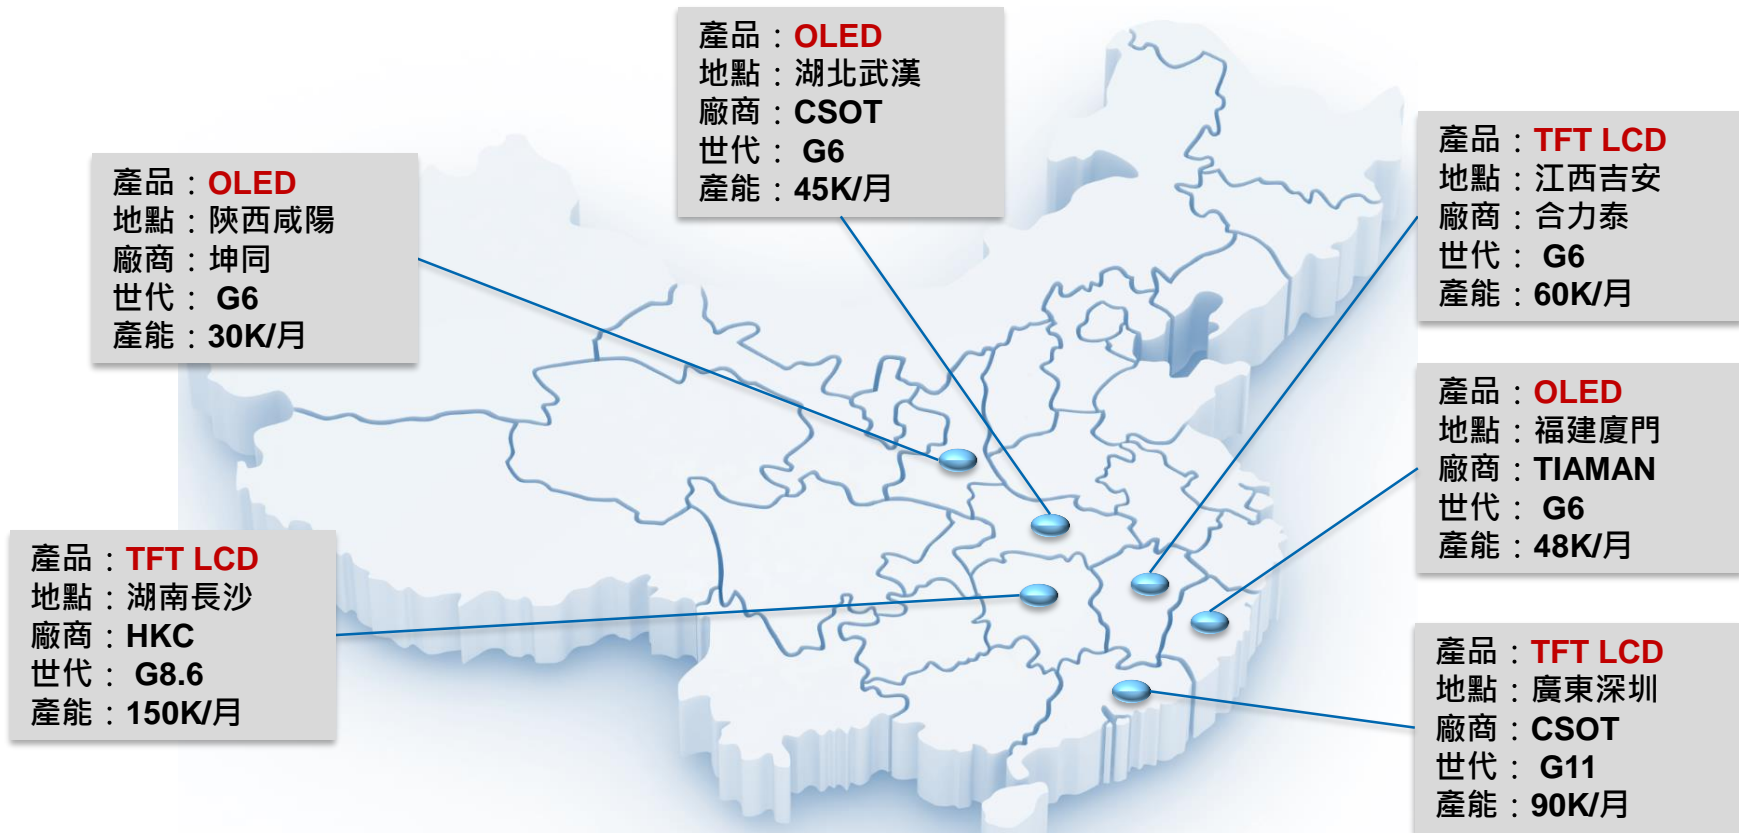 產品：OLED
地點：湖北武漢
廠商：CSOT
世代： G6
產能：45K/月
產品：OLED
地點：陝西咸陽
廠商：坤同
世代： G6
產能：30K/月
產品：TFT LCD
地點：江西吉安
廠商：合力泰
世代： G6
產能：60K/月
產品：OLED
地點：福建廈門
廠商：TIAMAN
世代： G6
產能：48K/月
產品：TFT LCD
地點：湖南長沙
廠商：HKC
世代： G8.6
產能：150K/月
產品：TFT LCD
地點：廣東深圳
廠商：CSOT
世代： G11
產能：90K/月